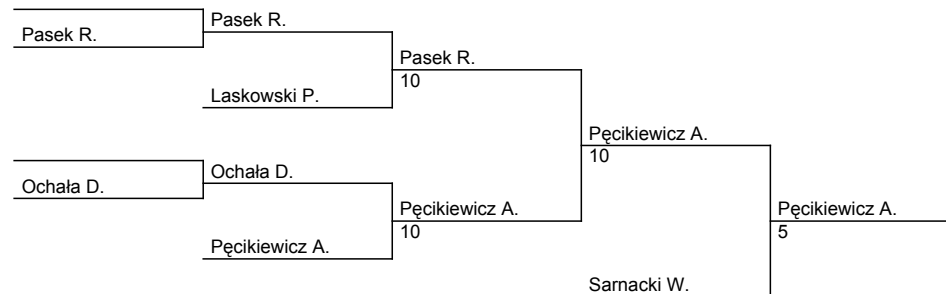 Pasek R.
Pasek R.
Pasek R.
10
Laskowski P.
Pęcikiewicz A.
10
Ochała D.
Ochała D.
Pęcikiewicz A.
10
Pęcikiewicz A.
5
Pęcikiewicz A.
Sarnacki W.